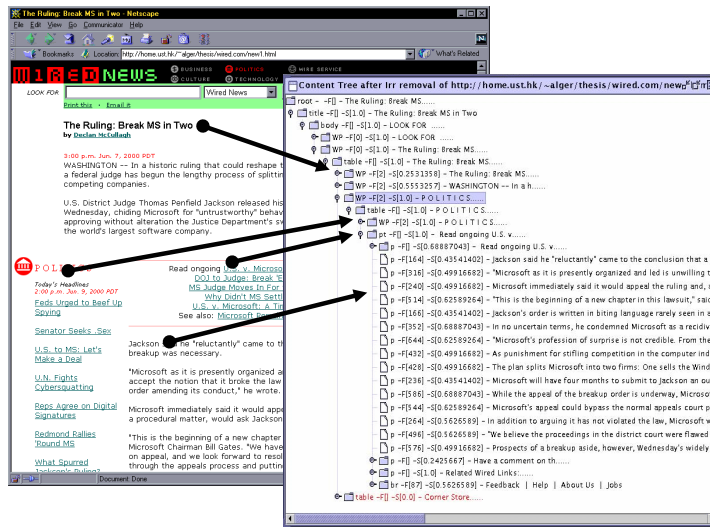 The Ruling: Break MS in Two - Netscape
File Edit View Go Communicator Help
Bookmarks Location: http://home.ust.hk/~alger/thesis/wired.com/new1.html What's Related
WIRED NEWS
BUSINESS POLITICS WIRE SERVICE
CULTURE TECHNOLOGY
LOOK FOR Wired News
Print this • Email it
The Ruling: Break MS in Two
by Declan McCullagh
3:00 p.m. Jun. 7, 2000 PDT
WASHINGTON -- In a historic ruling that could reshape
a federal judge has begun the lengthy process of splittin
competing companies.
U.S. District Judge Thomas Penfield Jackson released his
Wednesday, chiding Microsoft for "untrustworthy" behav
approving without alteration the Justice Department's sw
the world's largest software company.
POLITICS
Today's Headlines
2:00 p.m. Jun. 9, 2000 PDT
Feds Urged to Beef Up
Spying
Senator Seeks .Sex
U.S. to MS: Let's
Make a Deal
U.N. Fights
Cybersquatting
Reps Agree on Digital
Signatures
Redmond Rallies
'Round MS
What Spurred
Jackson's Ruling?
Read ongoing U.S. v. Microso
DOJ to Judge: Break 'E
MS Judge Moves In For
Why Didn't MS Settl
U.S. v. Microsoft: A Tim
See also: Microsoft
Jackson said he "reluctantly" came to th
breakup was necessary.
"Microsoft as it is presently organized a
accept the notion that it broke the law
order amending its conduct," he wrote.
Microsoft immediately said it would appe
a procedural matter, would ask Jackson
"This is the beginning of a new chapter
Microsoft Chairman Bill Gates. "We have
on appeal, and we look forward to resol
through the appeals process and puttin
Document: Done
Content Tree after Irr removal of http://home.ust.hk/~alger/thesis/wired.com/new
root - -F[] - The Ruling: Break MS......
title -F[] -S[1.0] - The Ruling: Break MS in Two
body -F[] -S[1.0] - LOOK FOR ......
WP -F[0] -S[1.0] - LOOK FOR ......
WP -F[0] -S[1.0] - The Ruling: Break MS......
table -F[] -S[1.0] - The Ruling: Break MS......
WP -F[2] -S[0.2531358] - The Ruling: Break MS......
WP -F[2] -S[0.5553257] - WASHINGTON -- In a h......
WP -F[2] -S[1.0] - P O L I T I C S......
table -F[] -S[1.0] - P O L I T I C S......
WP -F[2] -S[1.0] - P O L I T I C S......
pt -F[] -S[1.0] - Read ongoing U.S. v......
p -F[] -S[0.68887043] - Read ongoing U.S. v......
p -F[164] -S[0.43541402] - Jackson said he "reluctantly" came to the conclusion that a
p -F[316] -S[0.49916682] - "Microsoft as it is presently organized and led is unwilling t
p -F[240] -S[0.49916682] - Microsoft immediately said it would appeal the ruling and,
p -F[514] -S[0.62589264] - "This is the beginning of a new chapter in this lawsuit," said
p -F[166] -S[0.43541402] - Jackson's order is written in biting language rarely seen in a
p -F[352] -S[0.68887043] - In no uncertain terms, he condemned Microsoft as a recidiv
p -F[644] -S[0.62589264] - "Microsoft's profession of surprise is not credible. From the
p -F[432] -S[0.49916682] - As punishment for stifling competition in the computer ind
p -F[428] -S[0.49916682] - The plan splits Microsoft into two firms: One sells the Wind
p -F[236] -S[0.43541402] - Microsoft will have four months to submit to Jackson an ou
p -F[586] -S[0.68887043] - While the appeal of the breakup order is underway, Microso
p -F[544] -S[0.62589264] - Microsoft's appeal could bypass the normal appeals court p
p -F[264] -S[0.5626589] - In addition to arguing it has not violated the law, Microsoft w
p -F[496] -S[0.5626589] - "We believe the proceedings in the district court were flawed
p -F[576] -S[0.49916682] - Prospects of a breakup aside, however, Wednesday's widely
p -F[] -S[0.2425667] - Have a comment on th......
p -F[] -S[1.0] - Related Wired Links:......
br -F[87] -S[0.5626589] - Feedback | Help | About Us | Jobs
table -F[] -S[0.0] - Corner Store......